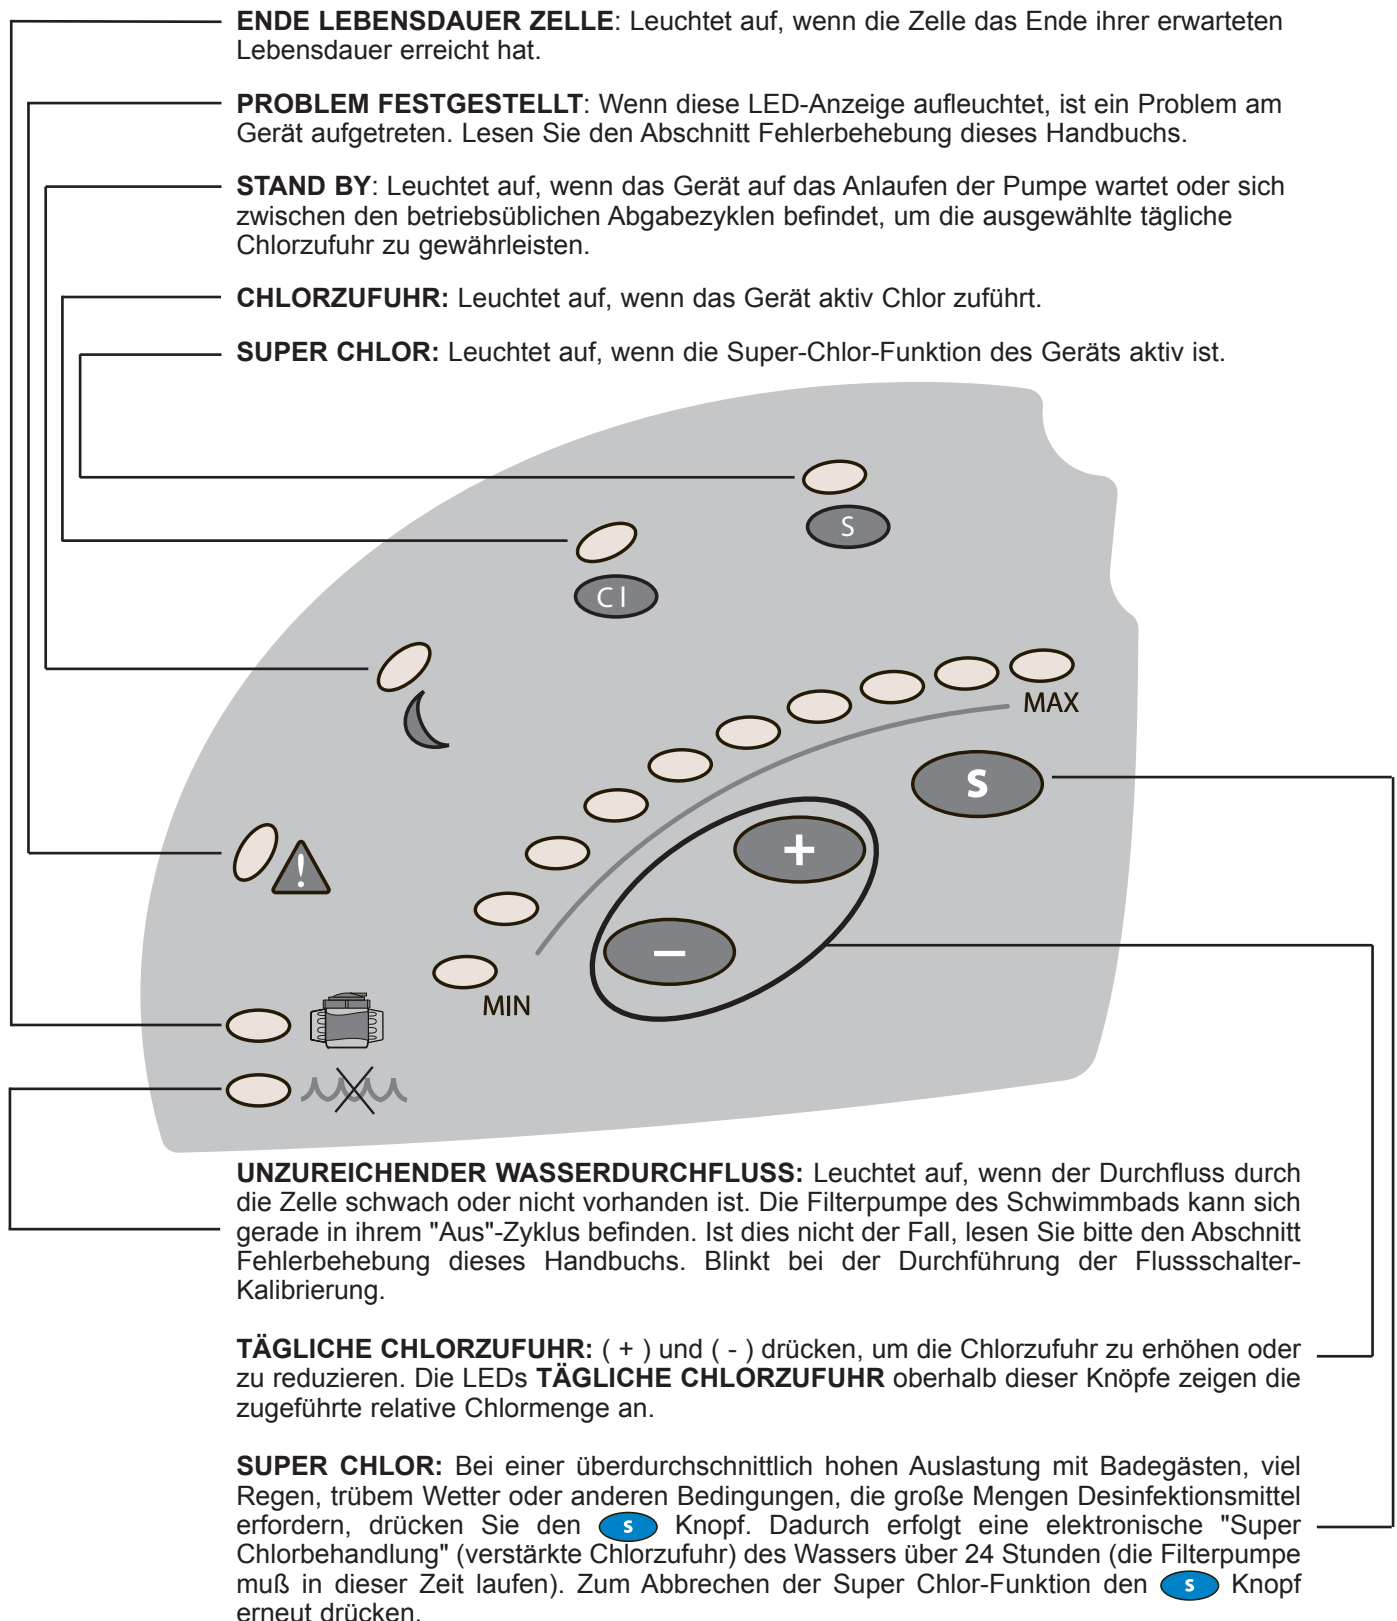 ENDE LEBENSDAUER ZELLE: Leuchtet auf, wenn die Zelle das Ende ihrer erwarteten
Lebensdauer erreicht hat.
PROBLEM FESTGESTELLT: Wenn diese LED-Anzeige aufleuchtet, ist ein Problem am
Gerät aufgetreten. Lesen Sie den Abschnitt Fehlerbehebung dieses Handbuchs.
STAND BY: Leuchtet auf, wenn das Gerät auf das Anlaufen der Pumpe wartet oder sich
zwischen den betriebsüblichen Abgabezyklen befindet, um die ausgewählte tägliche
Chlorzufuhr zu gewährleisten.
CHLORZUFUHR: Leuchtet auf, wenn das Gerät aktiv Chlor zuführt.
SUPER CHLOR: Leuchtet auf, wenn die Super-Chlor-Funktion des Geräts aktiv ist.
S
Cl
MAX
S
+
!
–
MIN
UNZUREICHENDER WASSERDURCHFLUSS: Leuchtet auf, wenn der Durchfluss durch
die Zelle schwach oder nicht vorhanden ist. Die Filterpumpe des Schwimmbads kann sich
gerade in ihrem "Aus"-Zyklus befinden. Ist dies nicht der Fall, lesen Sie bitte den Abschnitt
Fehlerbehebung dieses Handbuchs. Blinkt bei der Durchführung der Flussschalter-
Kalibrierung.
TÄGLICHE CHLORZUFUHR: ( + ) und ( - ) drücken, um die Chlorzufuhr zu erhöhen oder
zu reduzieren. Die LEDs TÄGLICHE CHLORZUFUHR oberhalb dieser Knöpfe zeigen die
zugeführte relative Chlormenge an.
SUPER CHLOR: Bei einer überdurchschnittlich hohen Auslastung mit Badegästen, viel
Regen, trübem Wetter oder anderen Bedingungen, die große Mengen Desinfektionsmittel
erfordern, drücken Sie den S Knopf. Dadurch erfolgt eine elektronische "Super
Chlorbehandlung" (verstärkte Chlorzufuhr) des Wassers über 24 Stunden (die Filterpumpe
muß in dieser Zeit laufen). Zum Abbrechen der Super Chlor-Funktion den S Knopf
erneut drücken.